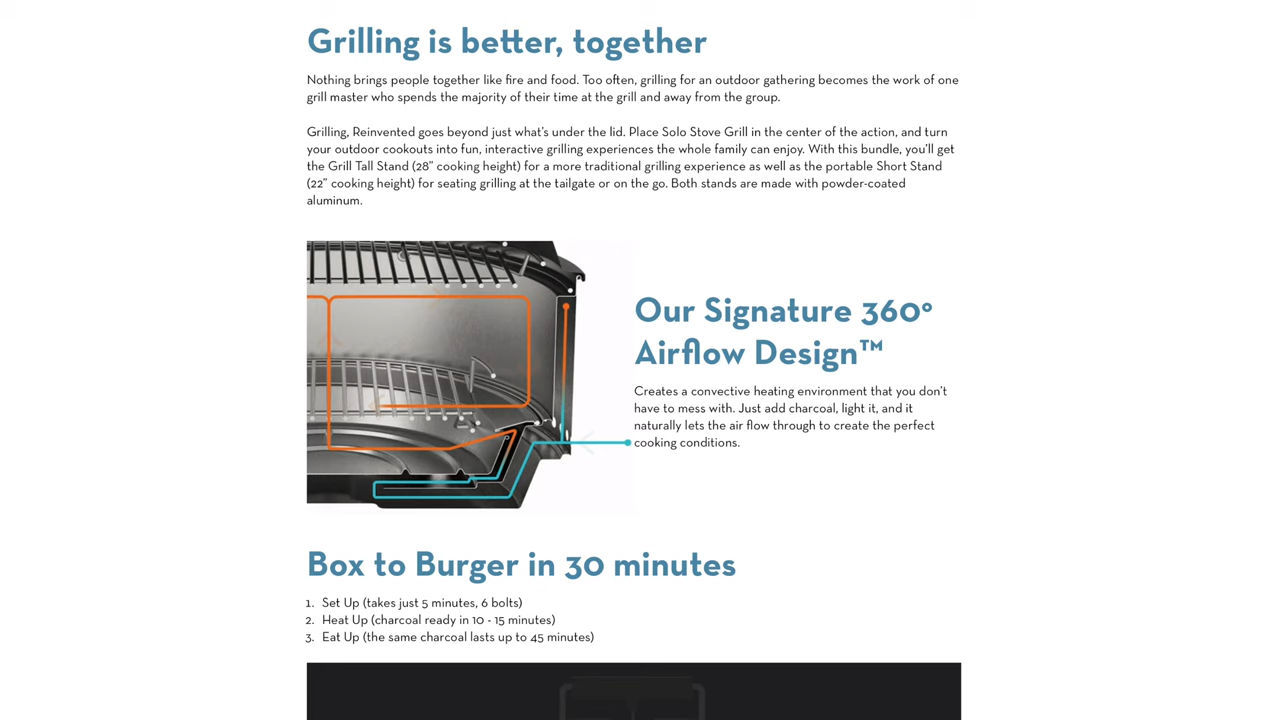 Grilling is better, together
Nothing brings people together like fire and food. Too often, grilling for an outdoor gathering becomes the work of one
grill master who spends the majority of their time at the grill and away from the group.
Grilling, Reinvented goes beyond just what's under the lid. Place Solo Stove Grill in the center of the action, and turn
your outdoor cookouts into fun, interactive grilling experiences the whole family can enjoy. With this bundle, you'll get
the Grill Tall Stand (28" cooking height) for a more traditional grilling experience as well as the portable Short Stand
(22" cooking height) for seating grilling at the tailgate or on the go. Both stands are made with powder-coated
aluminum.
Our Signature 360°
Airflow Design™
Creates a convective heating environment that you don't
have to mess with. Just add charcoal, light it, and it
naturally lets the air flow through to create the perfect
cooking conditions.
Box to Burger in 30 minutes
1. Set Up (takes just 5 minutes, 6 bolts)
2. Heat Up (charcoal ready in 10 - 15 minutes)
3. Eat Up (the same charcoal lasts up to 45 minutes)